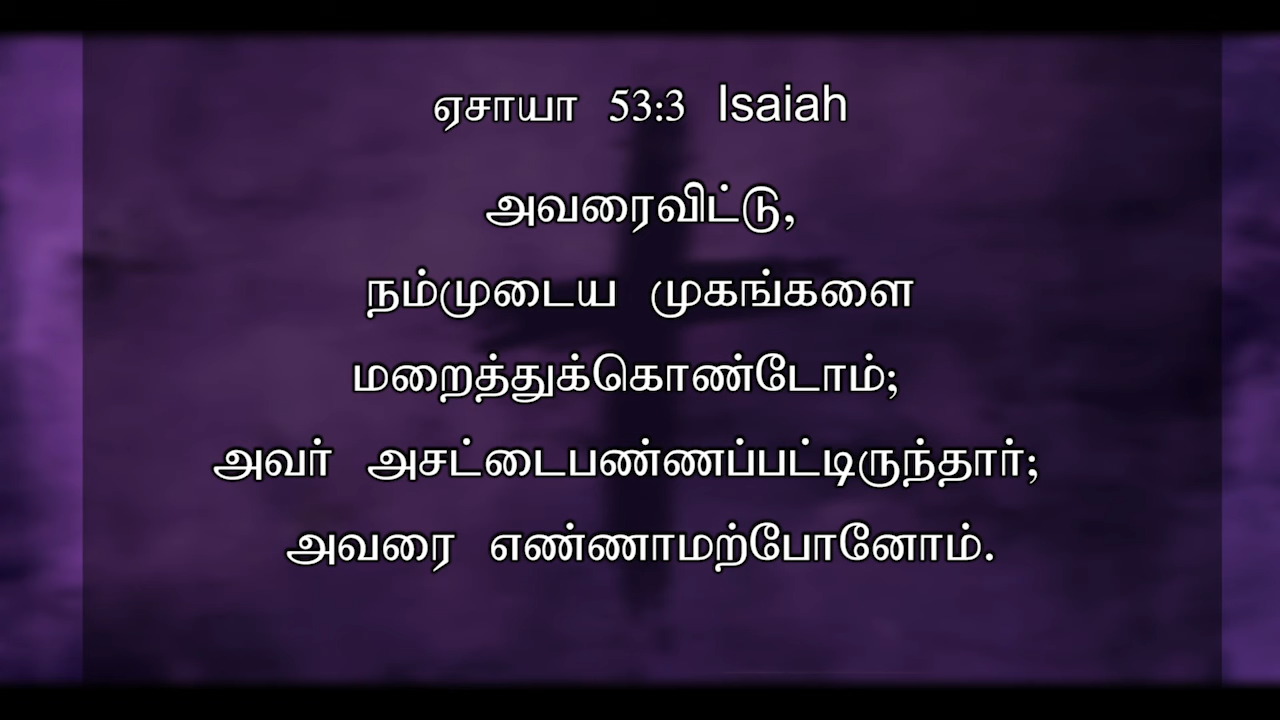 ஏசாயா 53:3 Isaiah
அவரைவிட்டு,
நம்முடைய முகங்களை
மறைத்துக்கொண்டோம்;
அவர் அசட்டைபண்ணப்பட்டிருந்தார்;
அவரை எண்ணாமற்போனோம்.